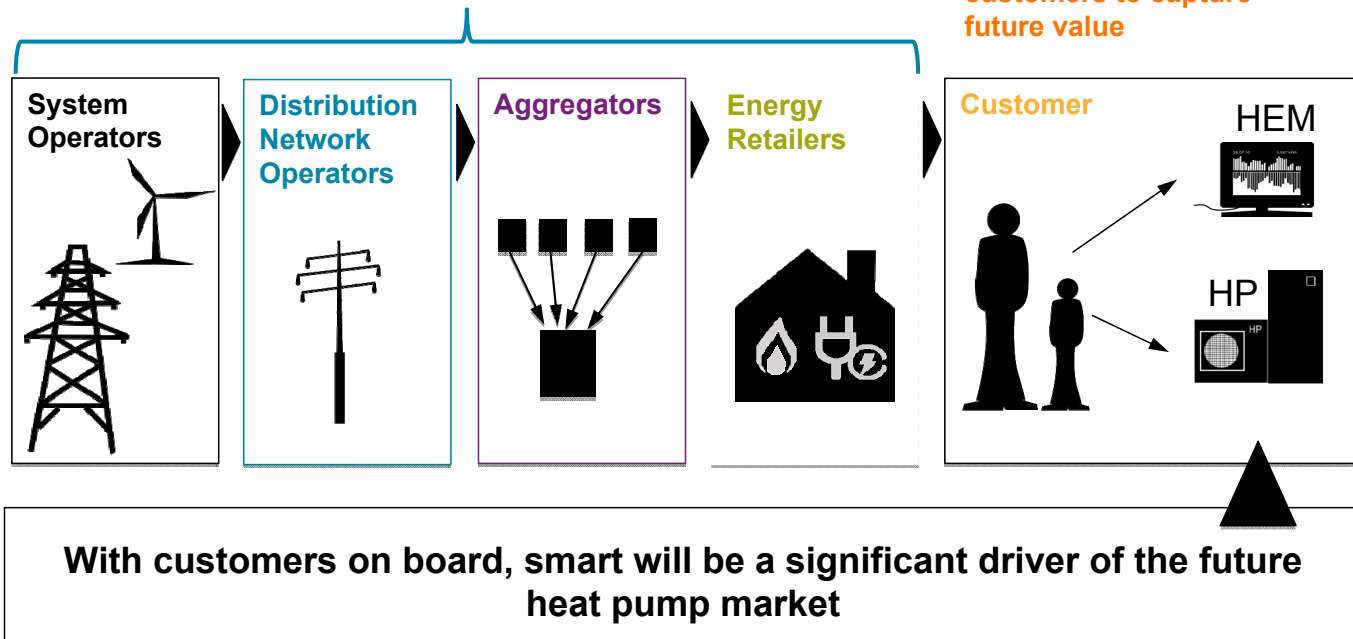 future value
System
Operators
Distribution
Network
Operators
Aggregators
Energy
Retailers
Customer
HEM
HP
HP
With customers on board, smart will be a significant driver of the future
heat pump market